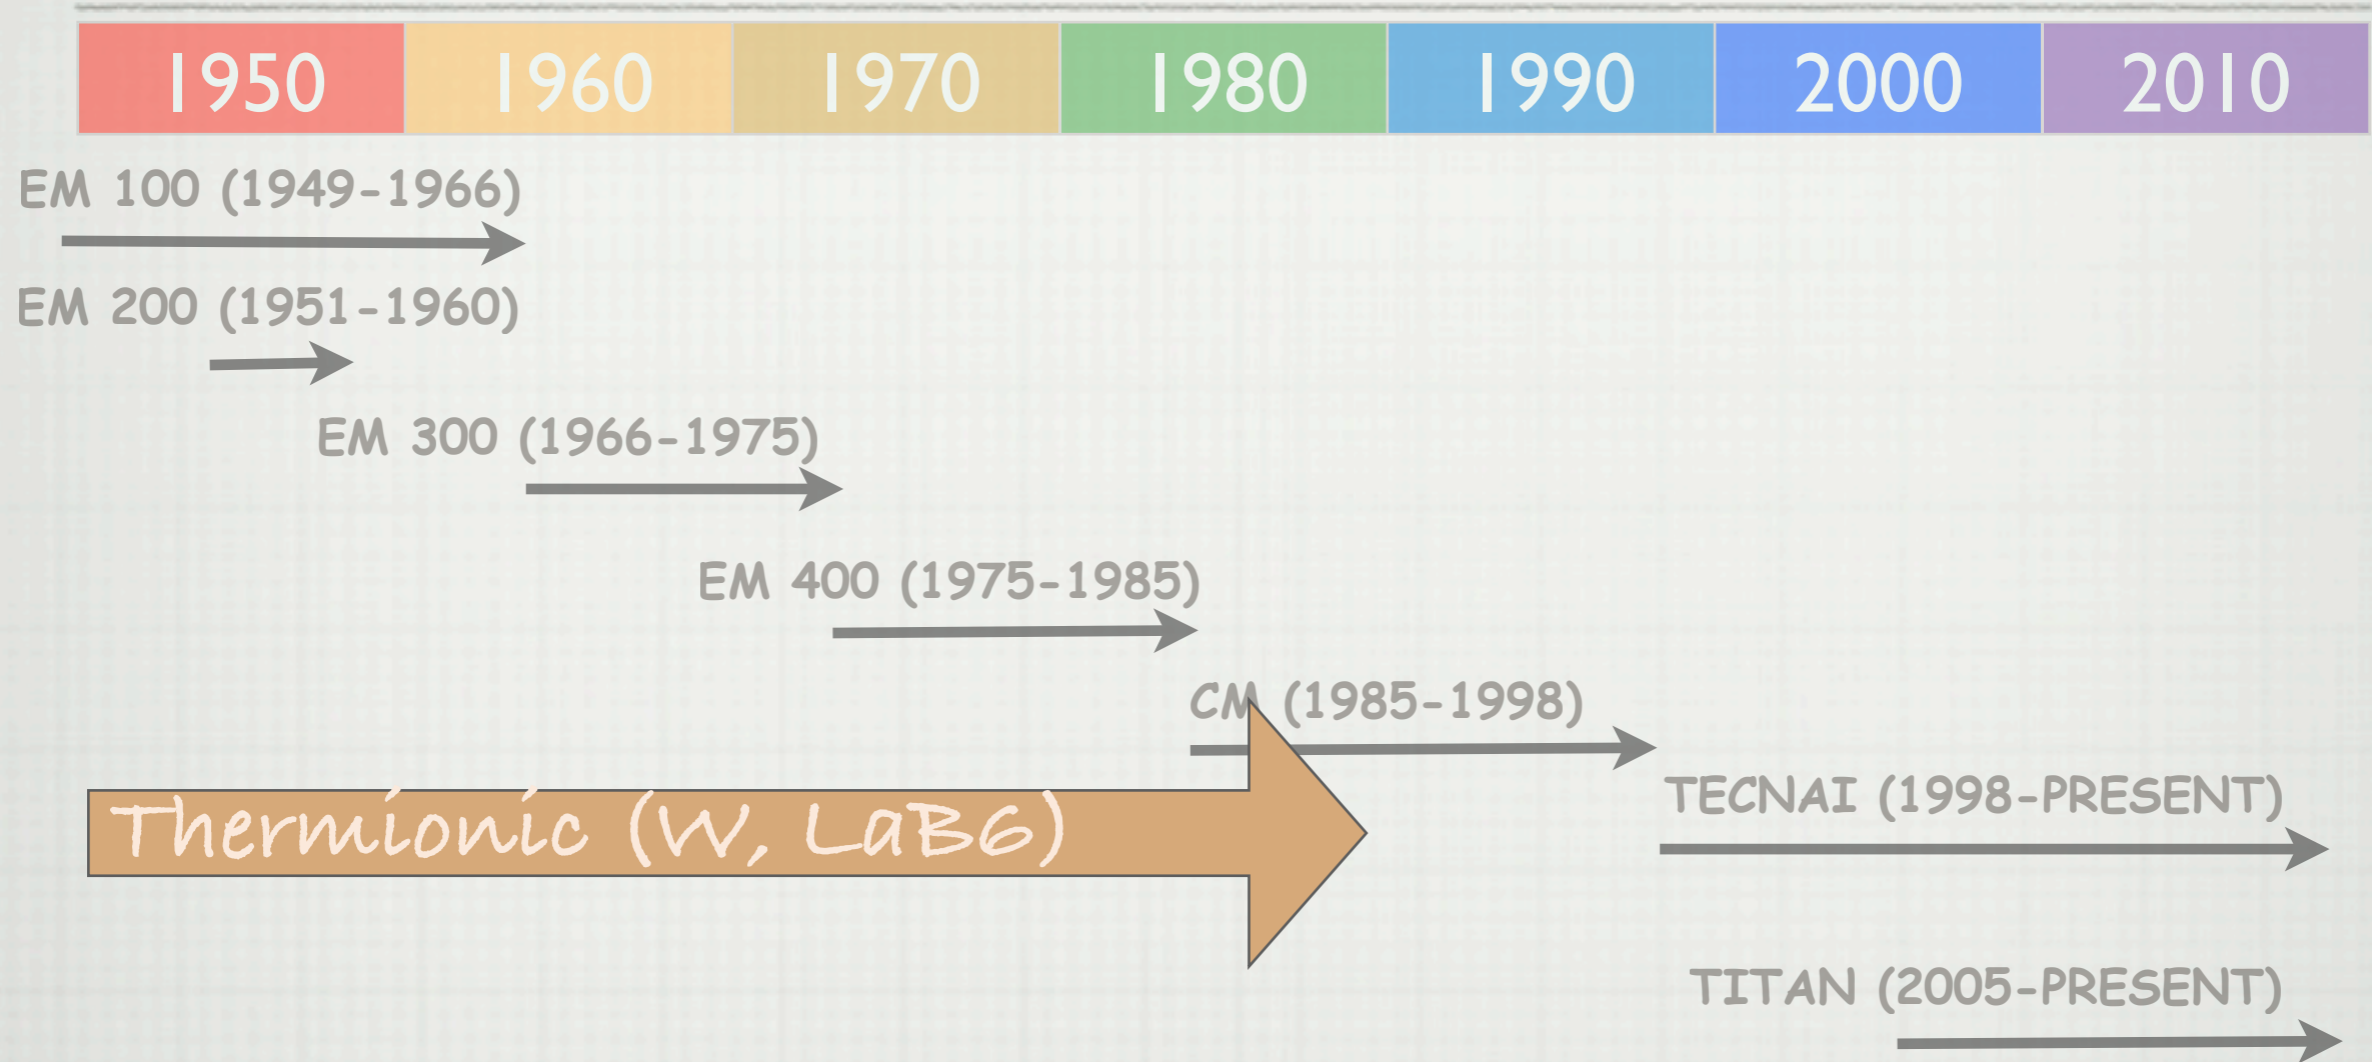 1950 1960 1970 1980 1990 2000 2010
EM 100 (1949-1966)
EM 200 (1951-1960)
EM 300 (1966-1975)
EM 400 (1975-1985)
CM (1985-1998)
TECNAI (1998-PRESENT)
Thermionic (W, LaB6)
TITAN (2005-PRESENT)